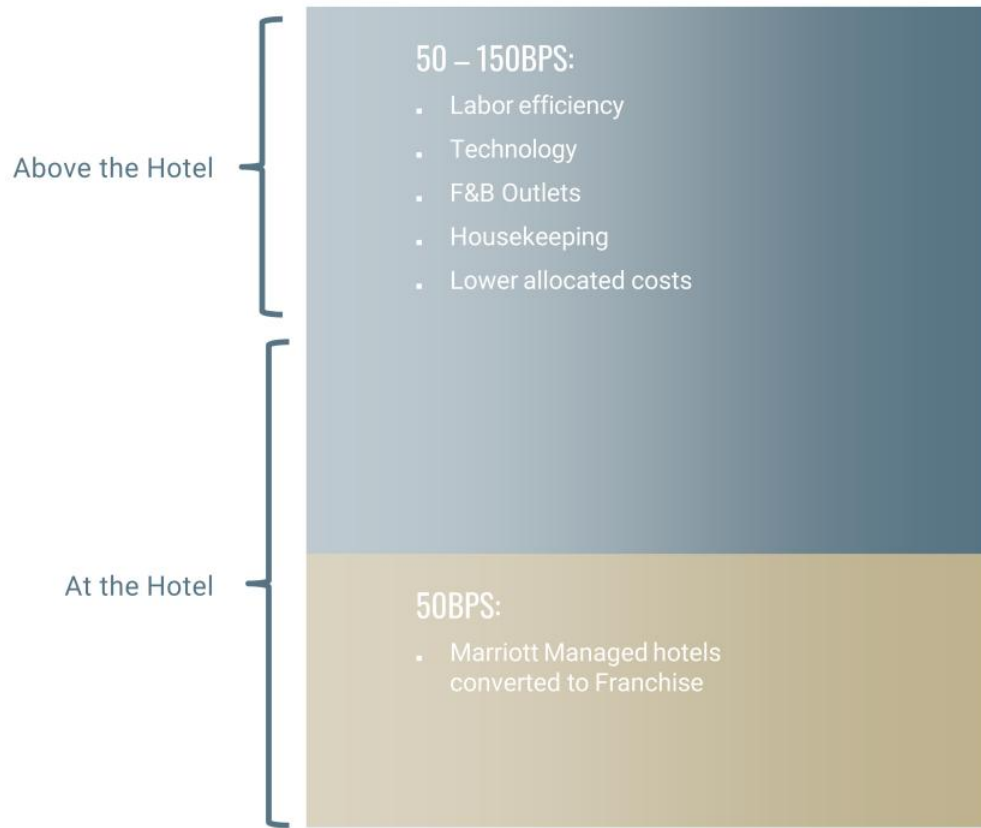 50 – 150BPS:
▪ Labor efficiency
▪ Technology
Above the Hotel
▪ F&B Outlets
▪ Housekeeping
▪ Lower allocated costs
At the Hotel
50BPS:
▪ Marriott Managed hotels
converted to Franchise